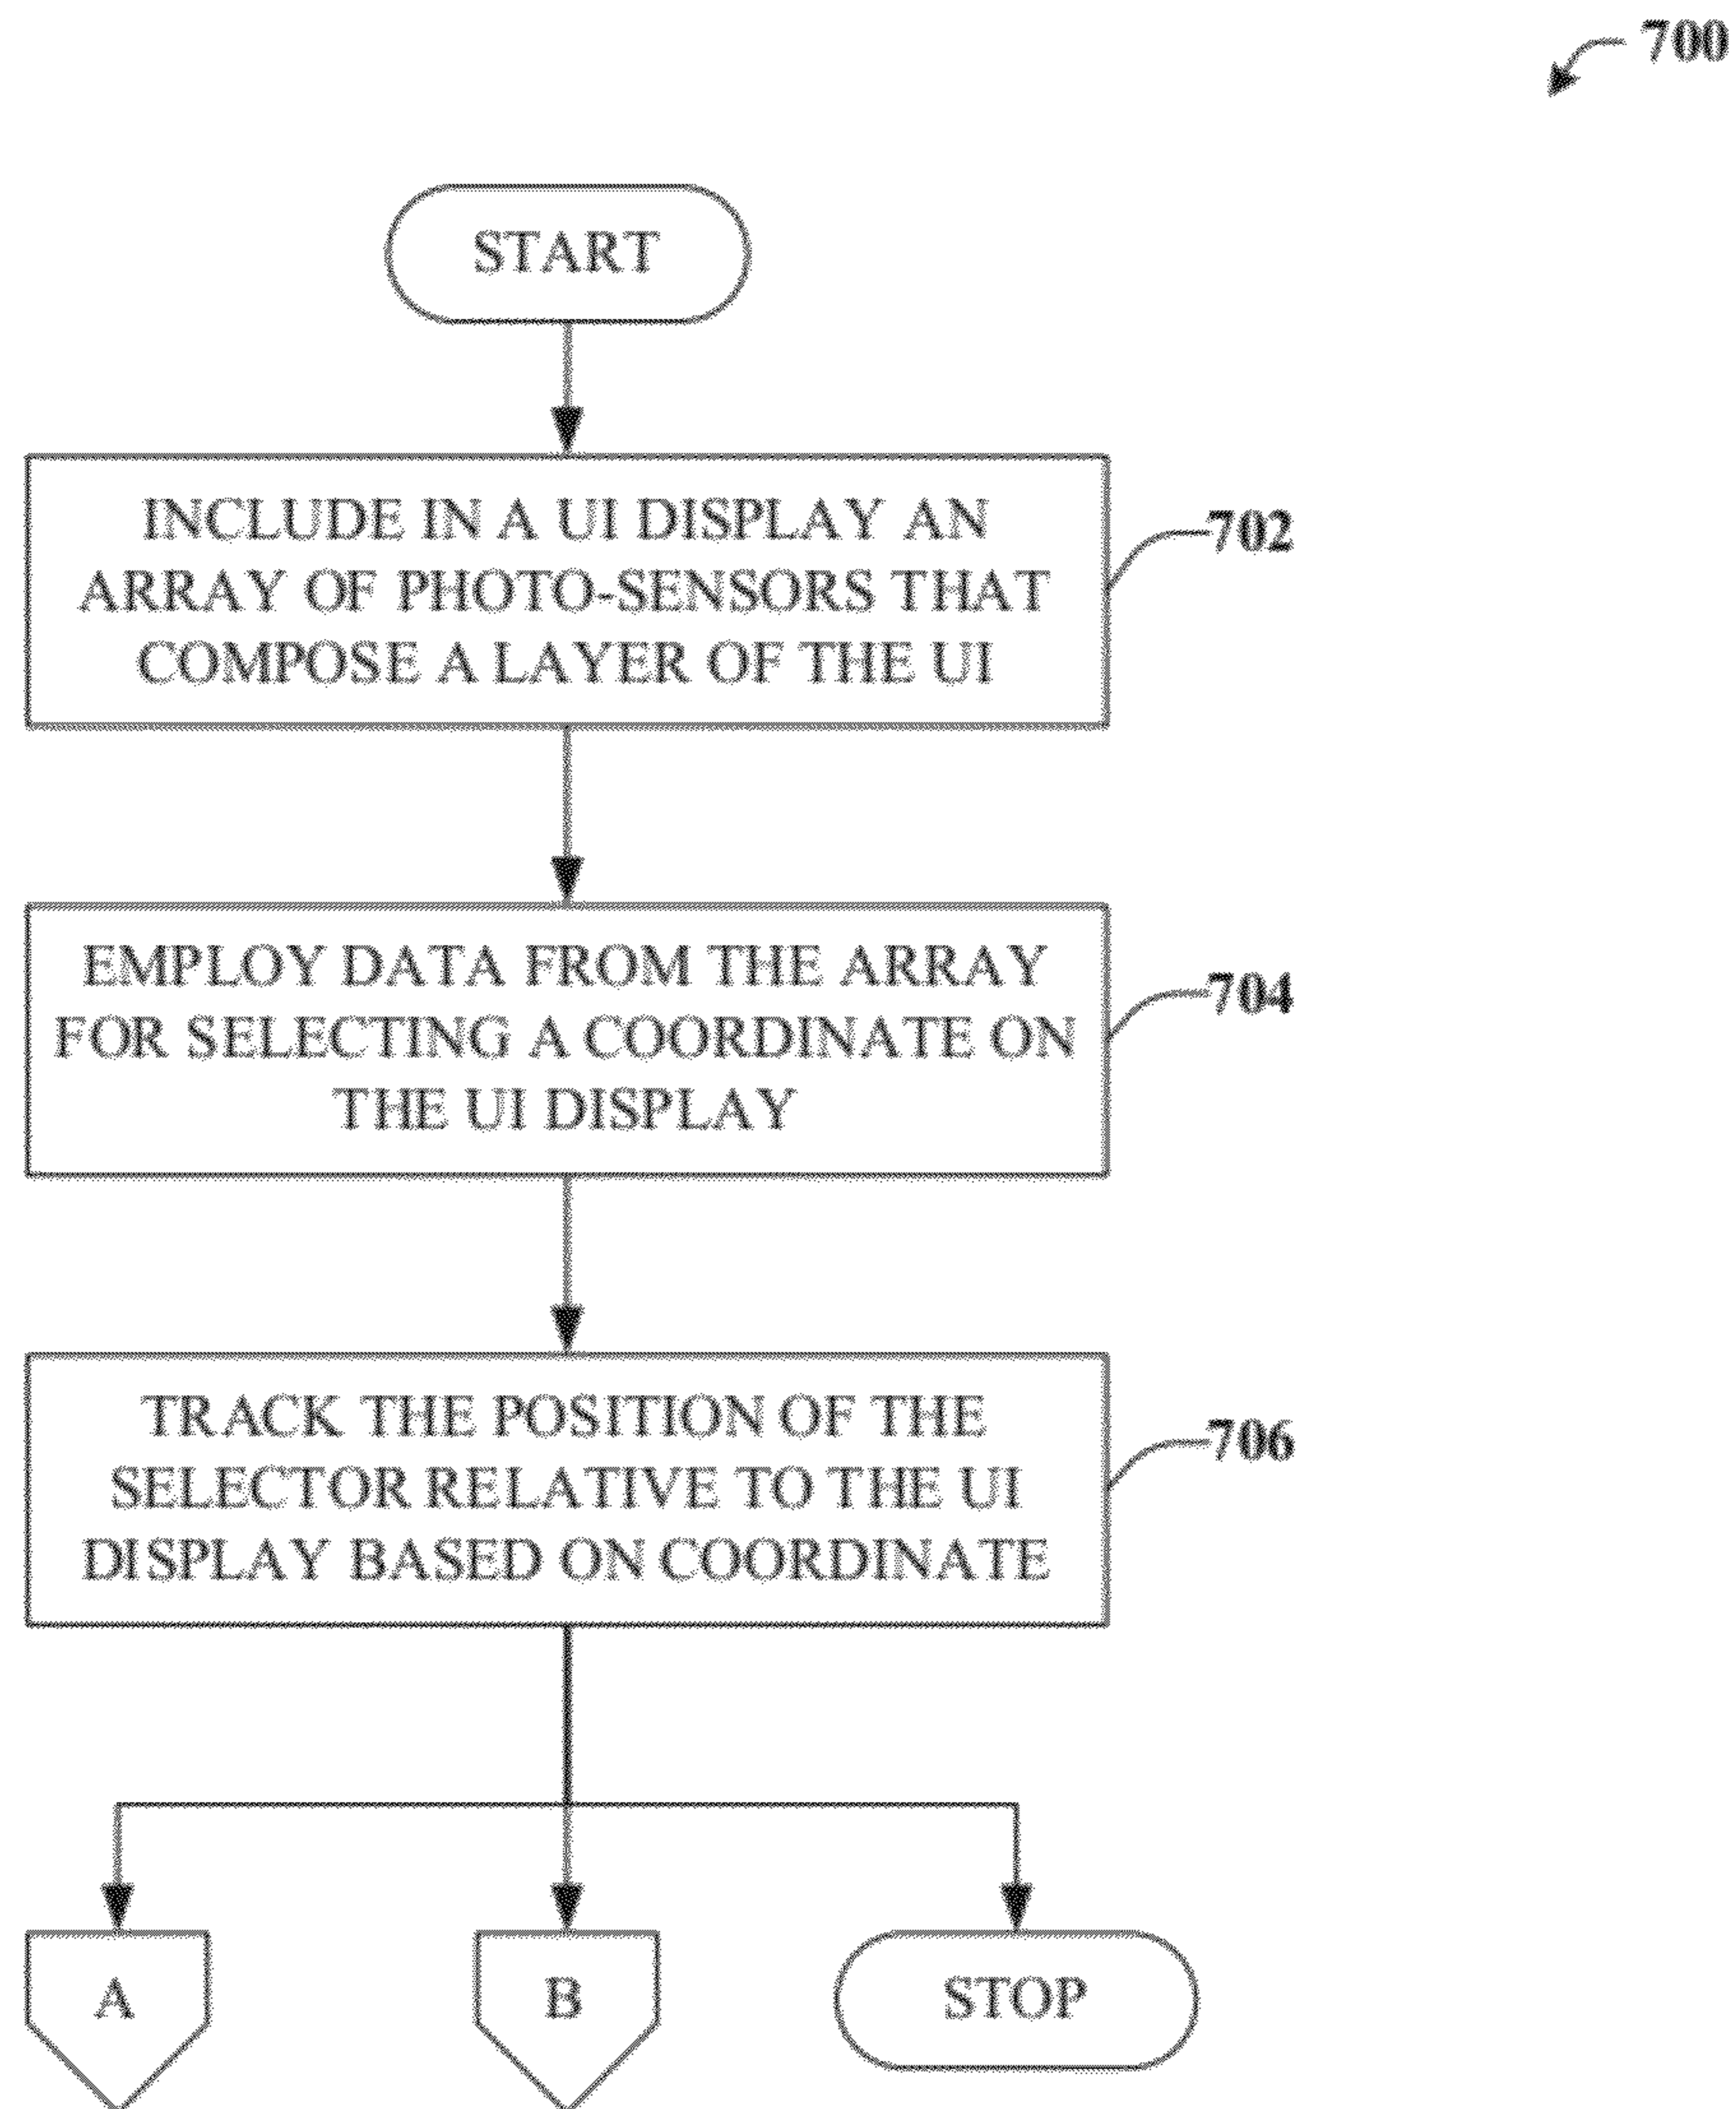 700
START
INCLUDE IN A UI DISPLAY AN
ARRAY OF PHOTO-SENSORS THAT
COMPOSE A LAYER OF THE UI
702
EMPLOY DATA FROM THE ARRAY
FOR SELECTING A COORDINATE ON
THE UI DISPLAY
704
TRACK THE POSITION OF THE
SELECTOR RELATIVE TO THE UI
DISPLAY BASED ON COORDINATE
706
A
B
STOP